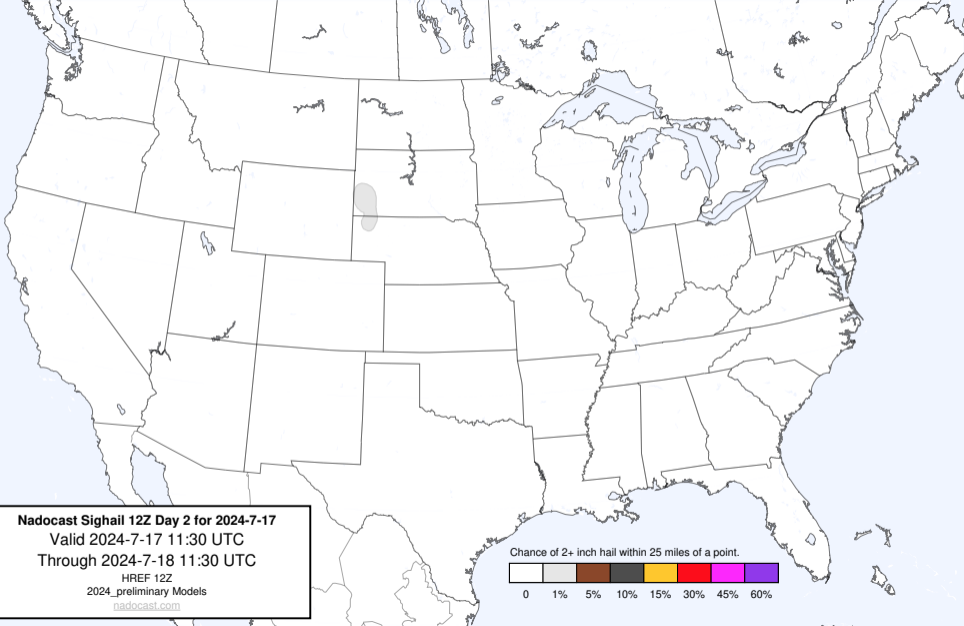 Nadocast Sighail 12Z Day 2 for 2024-7-17
Valid 2024-7-17 11:30 UTC
Through 2024-7-18 11:30 UTC
HREF 12Z
2024_preliminary Models
nadocast.com
Chance of 2+ inch hail within 25 miles of a point.
0 1% 5% 10% 15% 30% 45% 60%